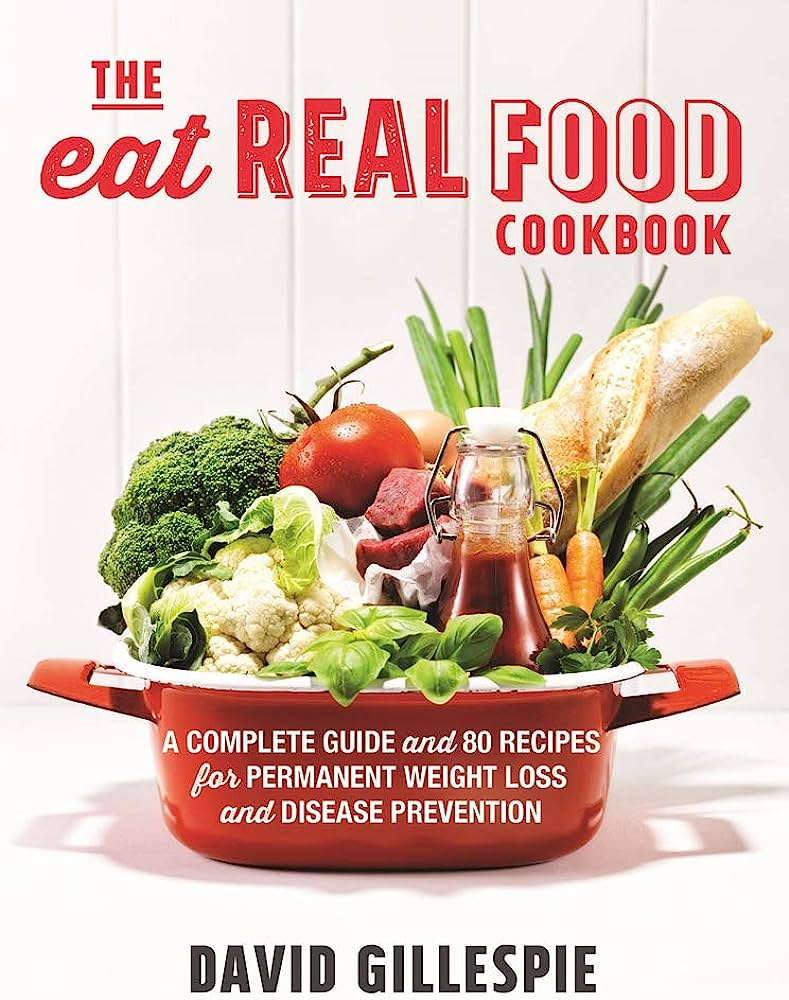 THE
eat REAL FOOD
COOKBOOK
A COMPLETE GUIDE and 80 RECIPES
for PERMANENT WEIGHT LOSS
and DISEASE PREVENTION
DAVID GILLESPIE